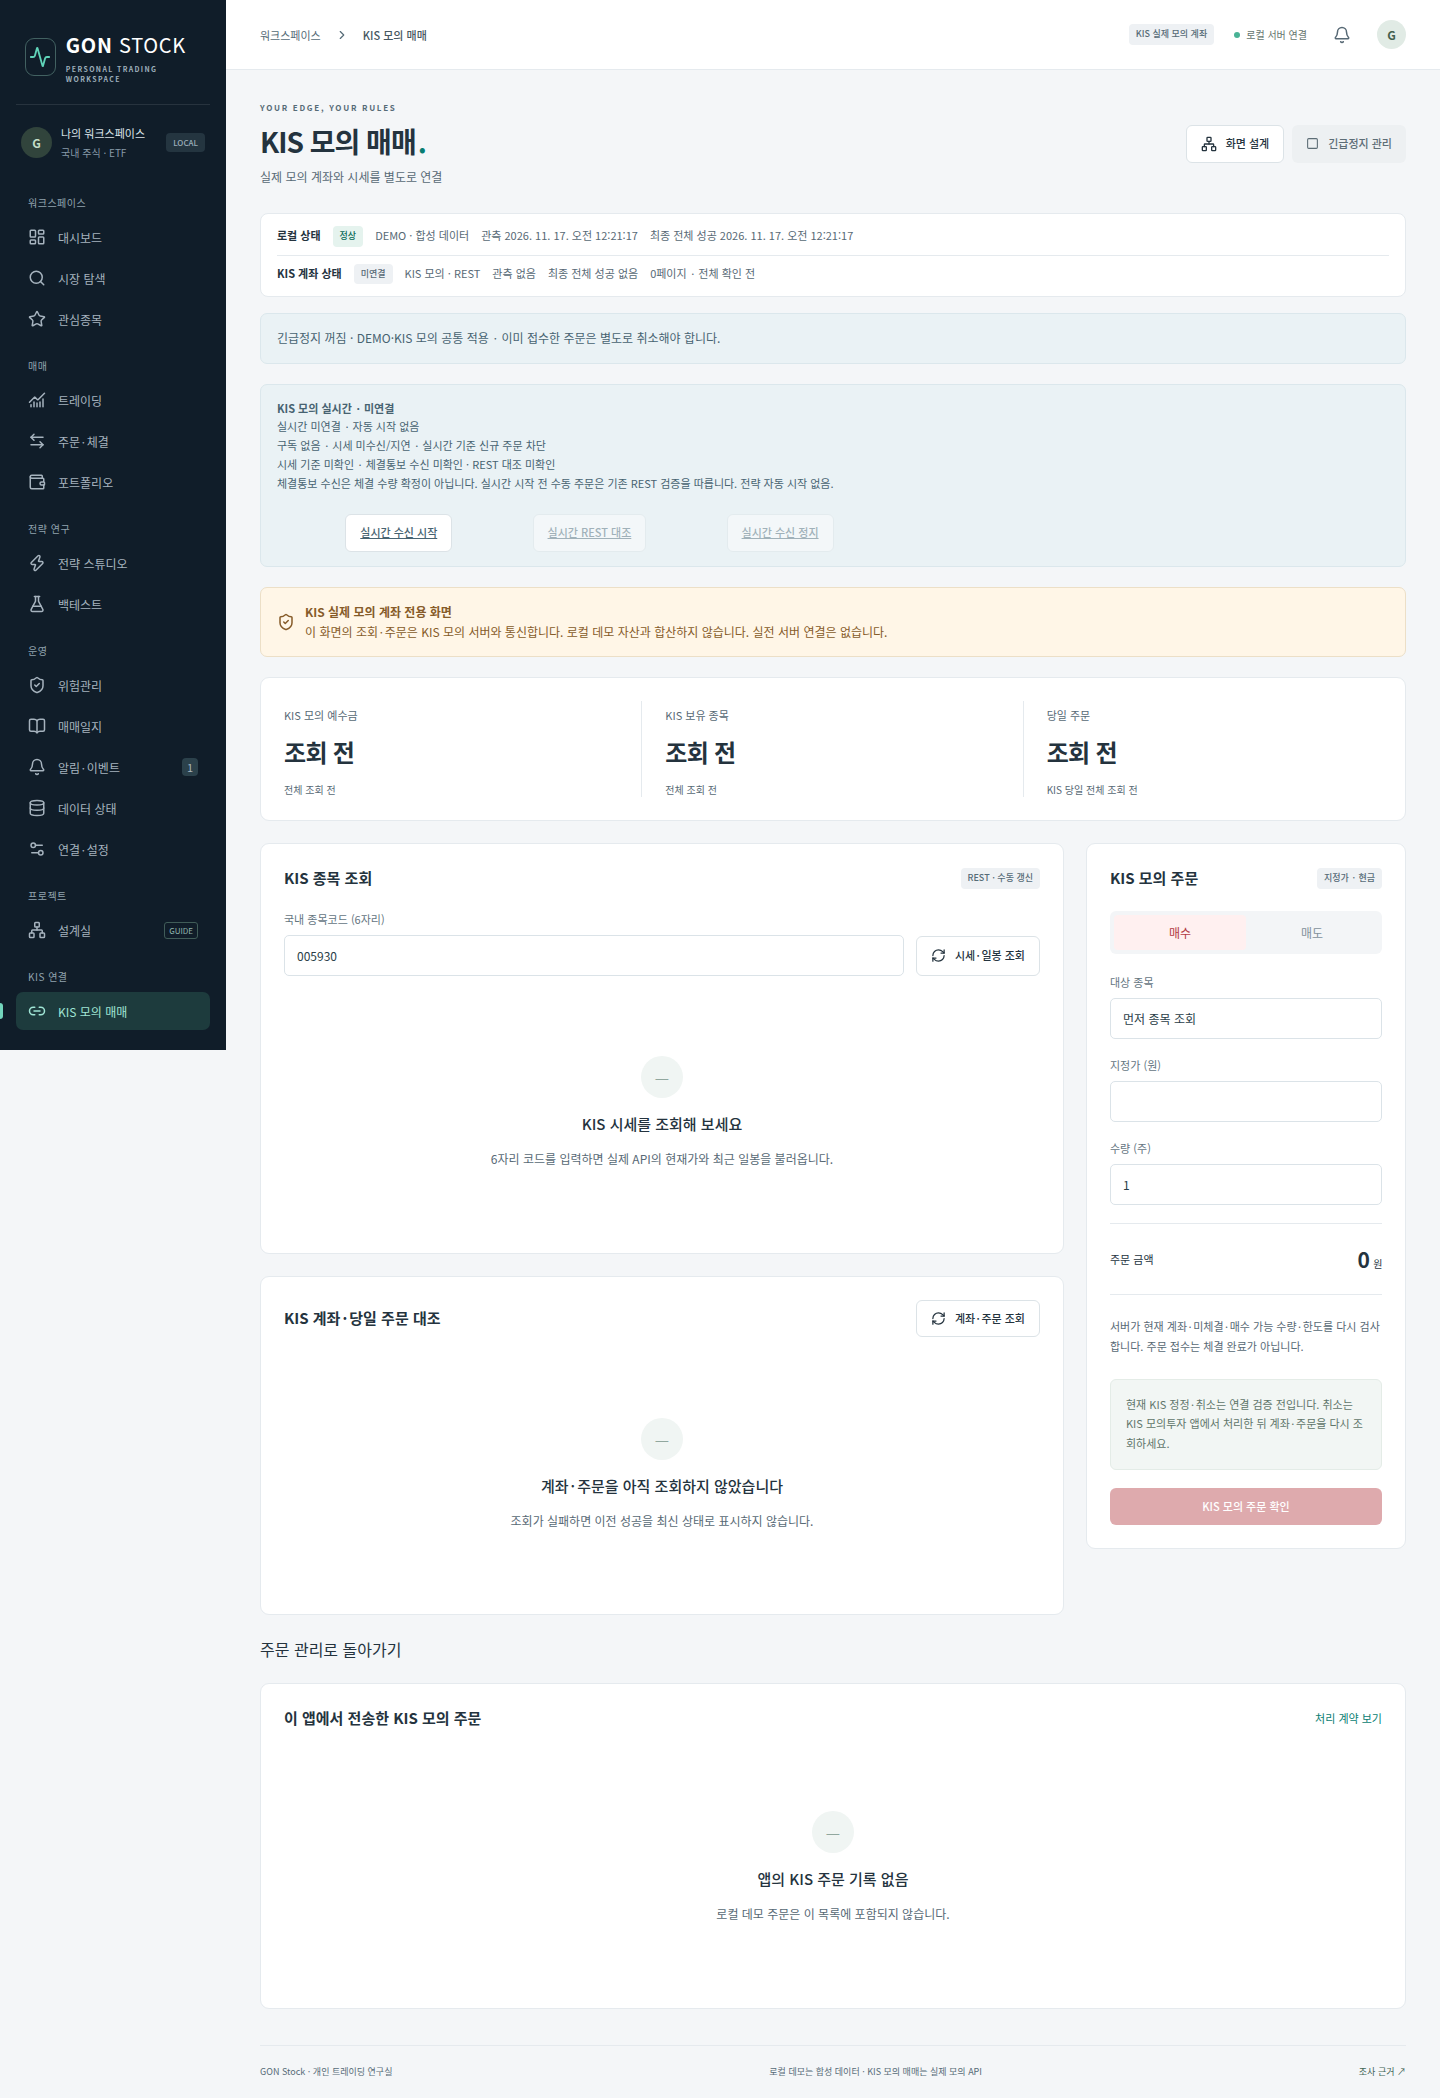 GON STOCK
PERSONAL TRADING
WORKSPACE
G
나의 워크스페이스
국내 주식 · ETF
LOCAL
워크스페이스
대시보드
시장 탐색
관심종목
매매
트레이딩
주문·체결
포트폴리오
전략 연구
전략 스튜디오
백테스트
운영
위험관리
매매일지
알림·이벤트
1
데이터 상태
연결·설정
프로젝트
설계실
GUIDE
KIS 연결
KIS 모의 매매
워크스페이스 > KIS 모의 매매
KIS 실제 모의 계좌
로컬 서버 연결
G
YOUR EDGE, YOUR RULES
KIS 모의 매매.
실제 모의 계좌와 시세를 별도로 연결
화면 설계
긴급정지 관리
로컬 상태 정상 DEMO · 합성 데이터 관측 2026. 11. 17. 오전 12:21:17 최종 전체 성공 2026. 11. 17. 오전 12:21:17
KIS 계좌 상태 미연결 KIS 모의 · REST 관측 없음 최종 전체 성공 없음 0페이지 · 전체 확인 전
긴급정지 꺼짐 · DEMO·KIS 모의 공통 적용 · 이미 접수한 주문은 별도로 취소해야 합니다.
KIS 모의 실시간 · 미연결
실시간 미연결 · 자동 시작 없음
구독 없음 · 시세 미수신/지연 · 실시간 기준 신규 주문 차단
시세 기준 미확인 · 체결통보 수신 미확인 · REST 대조 미확인
체결통보 수신은 체결 수량 확정이 아닙니다. 실시간 시작 전 수동 주문은 기존 REST 검증을 따릅니다. 전략 자동 시작 없음.
실시간 수신 시작
실시간 REST 대조
실시간 수신 정지
KIS 실제 모의 계좌 전용 화면
이 화면의 조회·주문은 KIS 모의 서버와 통신합니다. 로컬 데모 자산과 합산하지 않습니다. 실전 서버 연결은 없습니다.
KIS 모의 예수금
조회 전
전체 조회 전
KIS 보유 종목
조회 전
전체 조회 전
당일 주문
조회 전
KIS 당일 전체 조회 전
KIS 종목 조회
REST · 수동 갱신
국내 종목코드 (6자리)
005930
시세·일봉 조회
—
KIS 시세를 조회해 보세요
6자리 코드를 입력하면 실제 API의 현재가와 최근 일봉을 불러옵니다.
KIS 계좌·당일 주문 대조
계좌·주문 조회
—
계좌·주문을 아직 조회하지 않았습니다
조회가 실패하면 이전 성공을 최신 상태로 표시하지 않습니다.
KIS 모의 주문
지정가 · 현금
매수
매도
대상 종목
먼저 종목 조회
지정가 (원)
수량 (주)
1
주문 금액
0 원
서버가 현재 계좌·미체결·매수 가능 수량·한도를 다시 검사
합니다. 주문 접수는 체결 완료가 아닙니다.
현재 KIS 정정·취소는 연결 검증 전입니다. 취소는
KIS 모의투자 앱에서 처리한 뒤 계좌·주문을 다시 조
회하세요.
KIS 모의 주문 확인
주문 관리로 돌아가기
이 앱에서 전송한 KIS 모의 주문
처리 계약 보기
—
앱의 KIS 주문 기록 없음
로컬 데모 주문은 이 목록에 포함되지 않습니다.
GON Stock · 개인 트레이딩 연구실
로컬 데모는 합성 데이터 · KIS 모의 매매는 실제 모의 API
조사 근거 ↗